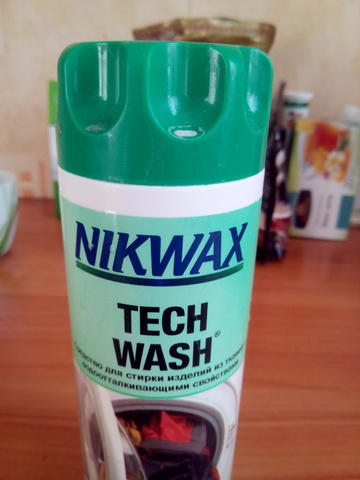 NIKWAX
TECH
WASH®
Средство для стирки изделий из ткани
водоотталкивающими свойствами